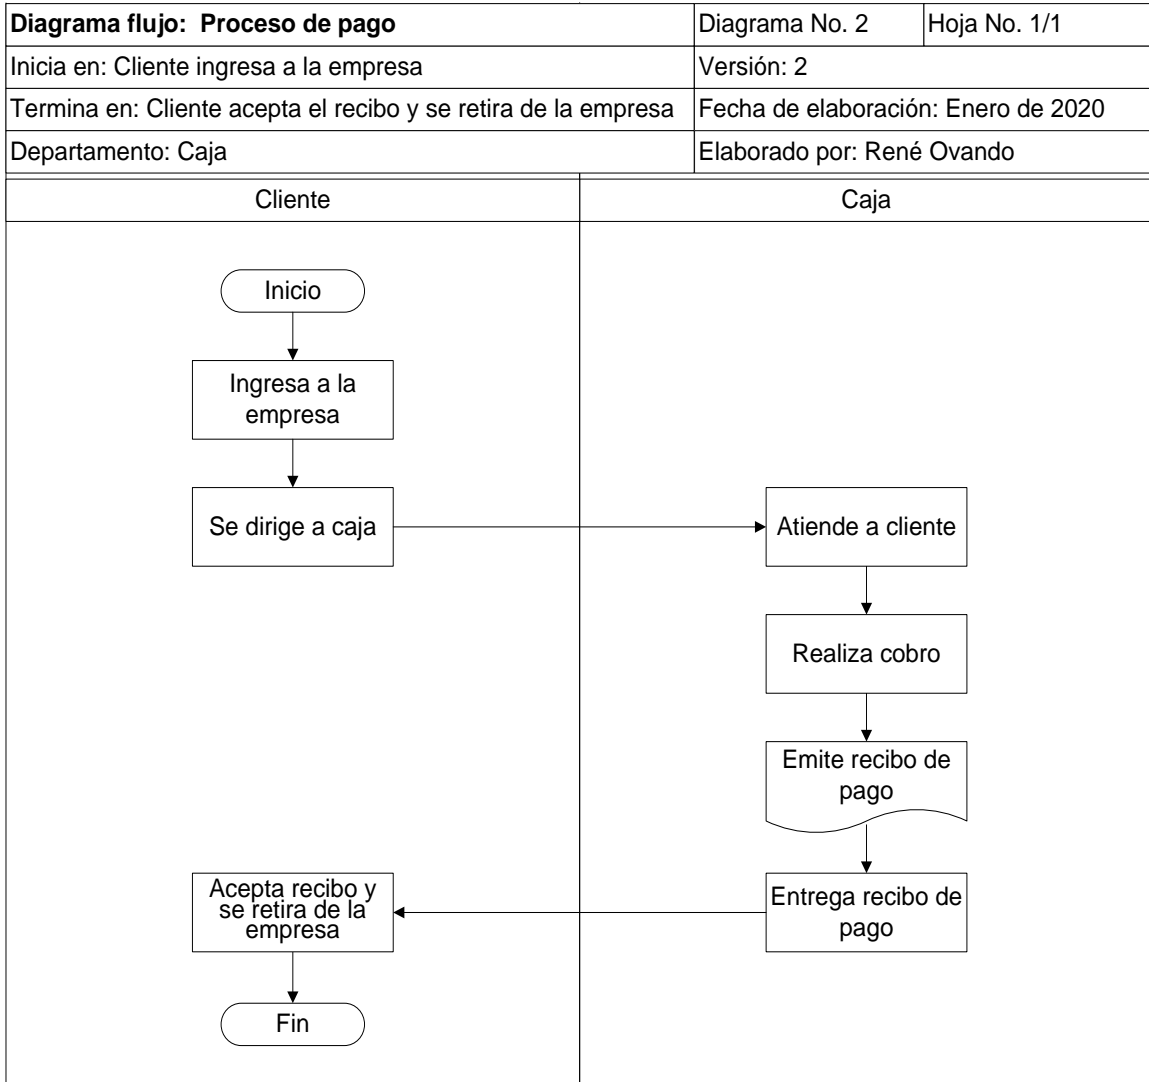 Diagrama flujo:  Proceso de pago
Diagrama No. 2
Hoja No. 1/1
Inicia en: Cliente ingresa a la empresa
Versión: 2
Termina en: Cliente acepta el recibo y se retira de la empresa
Fecha de elaboración: Enero de 2020
Departamento: Caja
Elaborado por: René Ovando
Cliente
Caja
Inicio
Ingresa a la
empresa
Se dirige a caja
Atiende a cliente
Realiza cobro
Emite recibo de
pago
Entrega recibo de
pago
Acepta recibo y
se retira de la
empresa
Fin